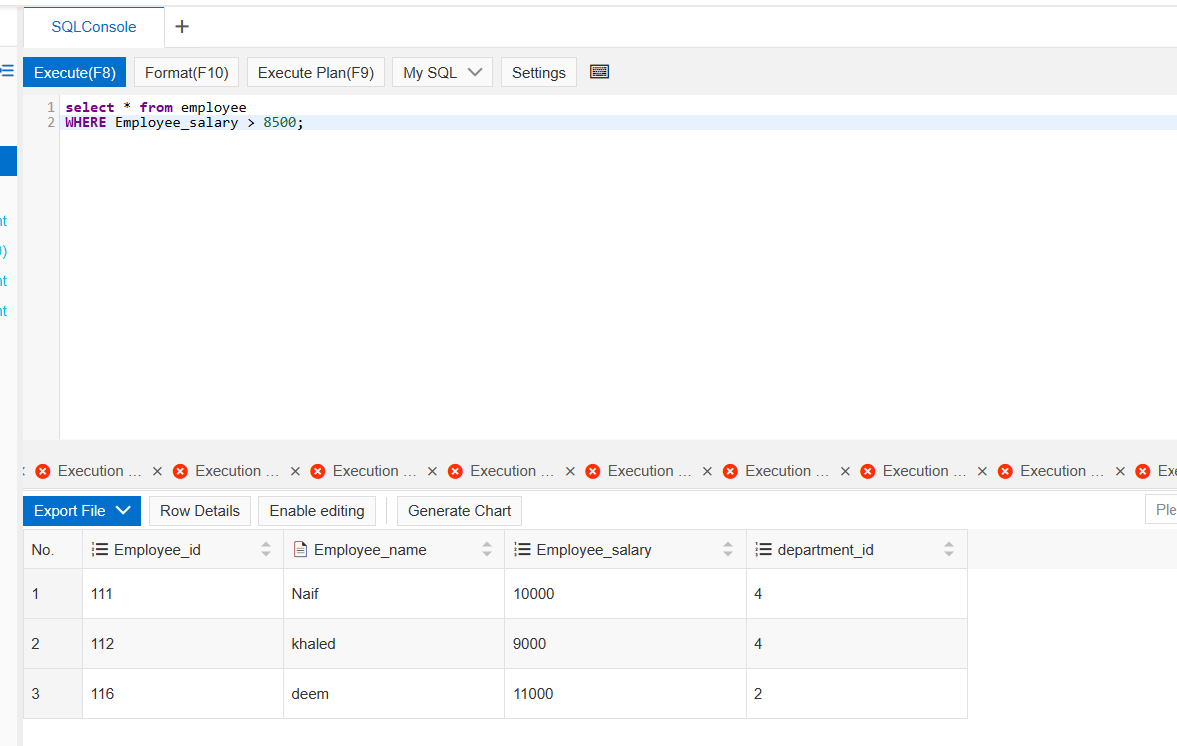 SQLConsole +
Execute(F8) Format(F10) Execute Plan(F9) My SQL Settings
1 select * from employee
2 WHERE Employee_salary > 8500;
nt
)
nt
nt
Execution ... × Execution ... × Execution ... × Execution ... × Execution ... × Execution ... × Execution ... × Execution ... × Exe
Export File Row Details Enable editing Generate Chart Ple
No. Employee_id Employee_name Employee_salary department_id
1 111 Naif 10000 4
2 112 khaled 9000 4
3 116 deem 11000 2